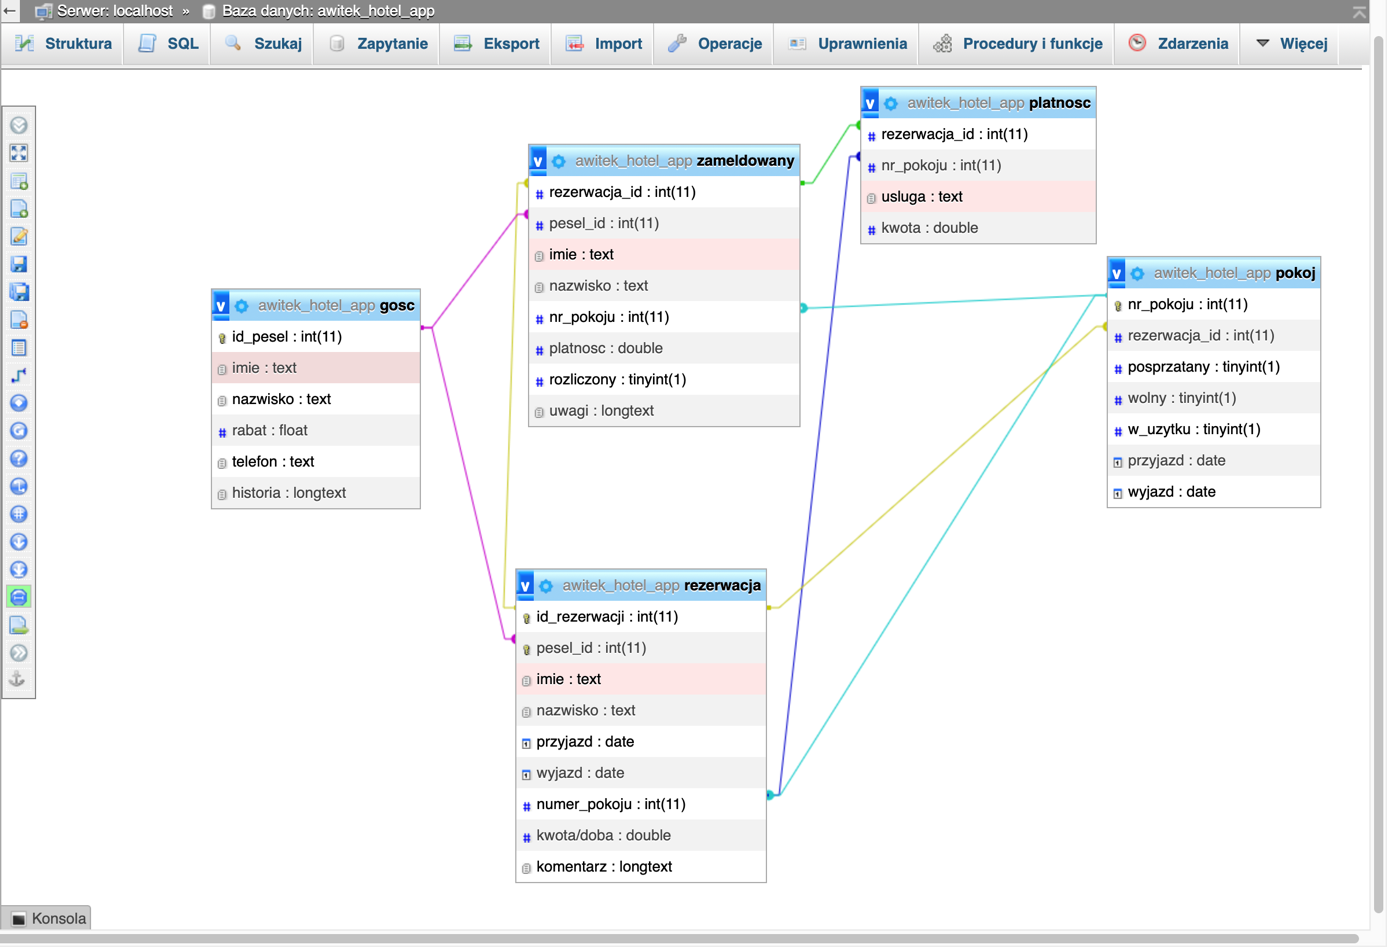 Serwer: localhost » Baza danych: awitek_hotel_app
Struktura SQL Szukaj Zapytanie Eksport Import Operacje Uprawnienia Procedury i funkcje Zdarzenia Więcej
v awitek_hotel_app platnosc
# rezerwacja_id : int(11)
# nr_pokoju : int(11)
usluga : text
# kwota : double
v awitek_hotel_app zameldowany
# rezerwacja_id : int(11)
# pesel_id : int(11)
imie : text
nazwisko : text
# nr_pokoju : int(11)
# platnosc : double
# rozliczony : tinyint(1)
uwagi : longtext
v awitek_hotel_app pokoj
nr_pokoju : int(11)
# rezerwacja_id : int(11)
# posprzatany : tinyint(1)
# wolny : tinyint(1)
# w_uzytku : tinyint(1)
przyjazd : date
wyjazd : date
v awitek_hotel_app gosc
id_pesel : int(11)
imie : text
nazwisko : text
# rabat : float
telefon : text
historia : longtext
v awitek_hotel_app rezerwacja
id_rezerwacji : int(11)
pesel_id : int(11)
imie : text
nazwisko : text
przyjazd : date
wyjazd : date
# numer_pokoju : int(11)
# kwota/doba : double
komentarz : longtext
Konsola